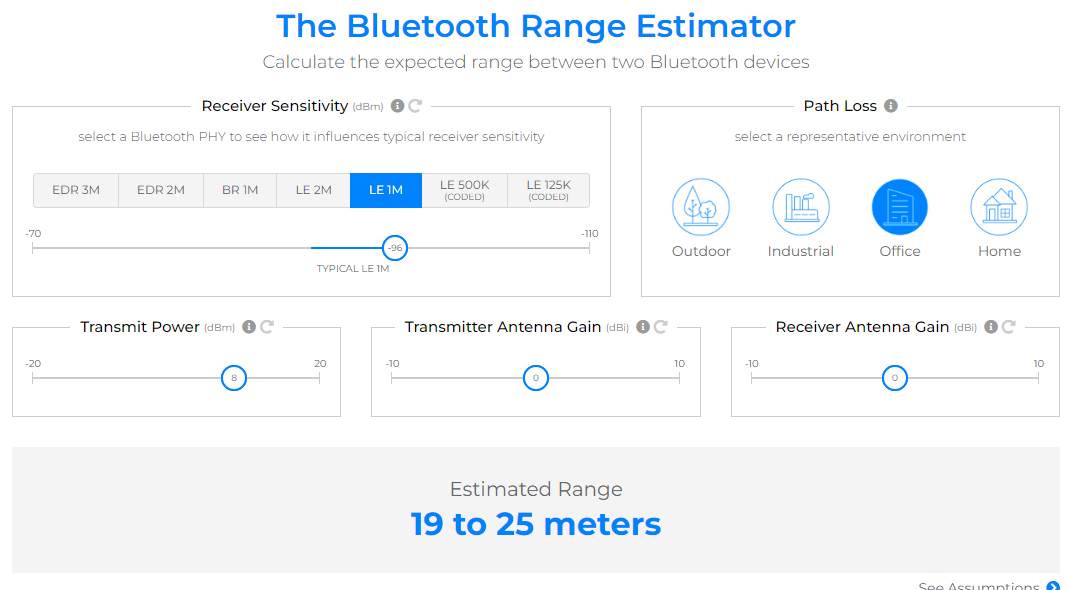 The Bluetooth Range Estimator
Calculate the expected range between two Bluetooth devices
Receiver Sensitivity (dBm)
select a Bluetooth PHY to see how it influences typical receiver sensitivity
EDR 3M EDR 2M BR 1M LE 2M LE 1M LE 500K (CODED) LE 125K (CODED)
-70 -110
-96
TYPICAL LE 1M
Path Loss
select a representative environment
Outdoor Industrial Office Home
Transmit Power (dBm)
-20 20
8
Transmitter Antenna Gain (dBi)
-10 10
0
Receiver Antenna Gain (dBi)
-10 10
0
Estimated Range
19 to 25 meters
See Assumptions